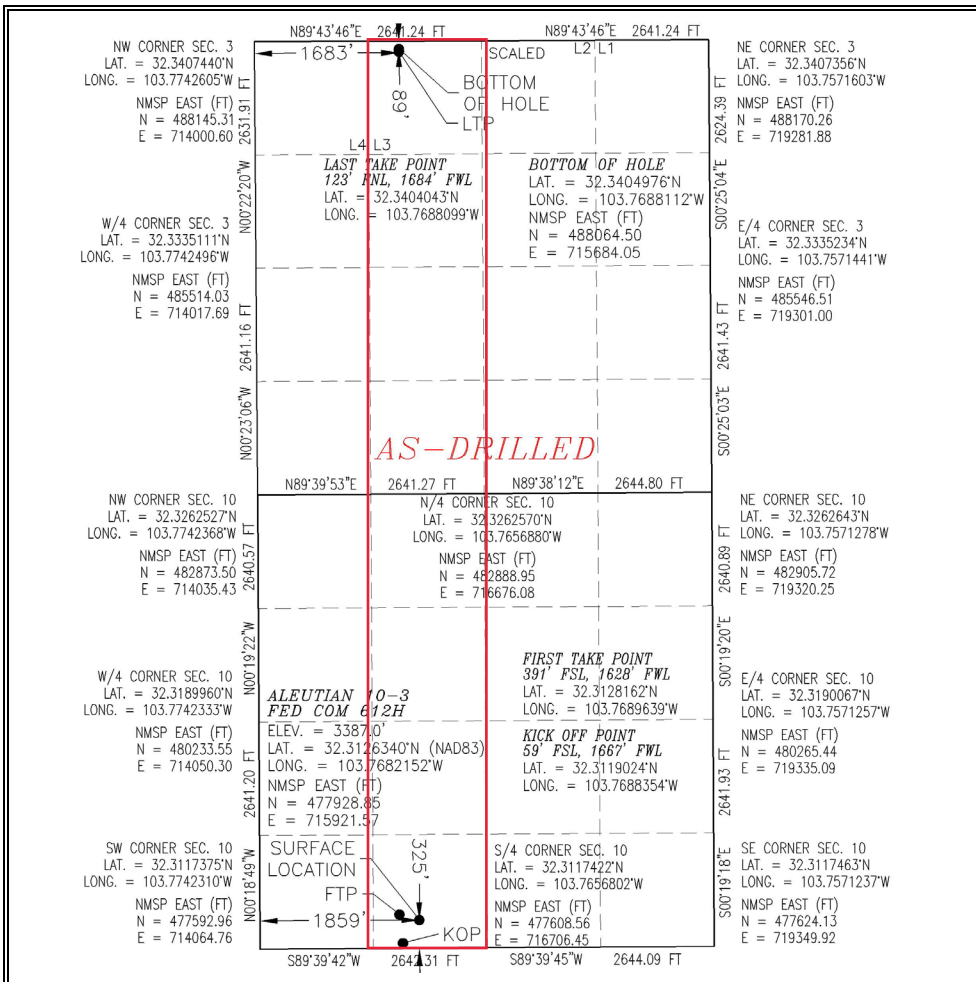 N89°43'46"E 2641.24 FT
N89°43'46"E 2641.24 FT
NW CORNER SEC. 3
LAT. = 32.3407440°N
LONG. = 103.7742605°W
NMSP EAST (FT)
N = 488145.31
E = 714000.60
1683'
89'
SCALED
L2 L1
BOTTOM
OF HOLE
LTP
NE CORNER SEC. 3
LAT. = 32.3407356°N
LONG. = 103.7571603°W
NMSP EAST (FT)
N = 488170.26
E = 719281.88
2631.91 FT
N00°22'20"W
2624.39 FT
S00°25'04"E
L4 L3
LAST TAKE POINT
123' FNL, 1684' FWL
LAT. = 32.3404043°N
LONG. = 103.7688099°W
BOTTOM OF HOLE
LAT. = 32.3404976°N
LONG. = 103.7688112°W
NMSP EAST (FT)
N = 488064.50
E = 715684.05
W/4 CORNER SEC. 3
LAT. = 32.3335111°N
LONG. = 103.7742496°W
NMSP EAST (FT)
N = 485514.03
E = 714017.69
E/4 CORNER SEC. 3
LAT. = 32.3335234°N
LONG. = 103.7571441°W
NMSP EAST (FT)
N = 485546.51
E = 719301.00
2641.16 FT
N00°23'06"W
2641.43 FT
S00°25'03"E
AS-DRILLED
N89°39'53"E 2641.27 FT
N89°38'12"E 2644.80 FT
NW CORNER SEC. 10
LAT. = 32.3262527°N
LONG. = 103.7742368°W
NMSP EAST (FT)
N = 482873.50
E = 714035.43
N/4 CORNER SEC. 10
LAT. = 32.3262570°N
LONG. = 103.7656880°W
NMSP EAST (FT)
N = 482888.95
E = 716676.08
NE CORNER SEC. 10
LAT. = 32.3262643°N
LONG. = 103.7571278°W
NMSP EAST (FT)
N = 482905.72
E = 719320.25
2640.57 FT
N00°19'22"W
2640.89 FT
S00°19'20"E
W/4 CORNER SEC. 10
LAT. = 32.3189960°N
LONG. = 103.7742333°W
NMSP EAST (FT)
N = 480233.55
E = 714050.30
ALEUTIAN 10-3
FED COM 612H
ELEV. = 3387.0'
LAT. = 32.3126340°N (NAD83)
LONG. = 103.7682152°W
NMSP EAST (FT)
N = 477928.85
E = 715921.57
FIRST TAKE POINT
391' FSL, 1628' FWL
LAT. = 32.3128162°N
LONG. = 103.7689639°W
KICK OFF POINT
59' FSL, 1667' FWL
LAT. = 32.3119024°N
LONG. = 103.7688354°W
E/4 CORNER SEC. 10
LAT. = 32.3190067°N
LONG. = 103.7571257°W
NMSP EAST (FT)
N = 480265.44
E = 719335.09
2641.20 FT
N00°18'49"W
2641.93 FT
S00°19'18"E
SW CORNER SEC. 10
LAT. = 32.3117375°N
LONG. = 103.7742310°W
NMSP EAST (FT)
N = 477592.96
E = 714064.76
SURFACE
LOCATION
FTP
325'
1859'
KOP
S/4 CORNER SEC. 10
LAT. = 32.3117422°N
LONG. = 103.7656802°W
NMSP EAST (FT)
N = 477608.56
E = 716706.45
SE CORNER SEC. 10
LAT. = 32.3117463°N
LONG. = 103.7571237°W
NMSP EAST (FT)
N = 477624.13
E = 719349.92
S89°39'42"W 2642.31 FT
S89°39'45"W 2644.09 FT